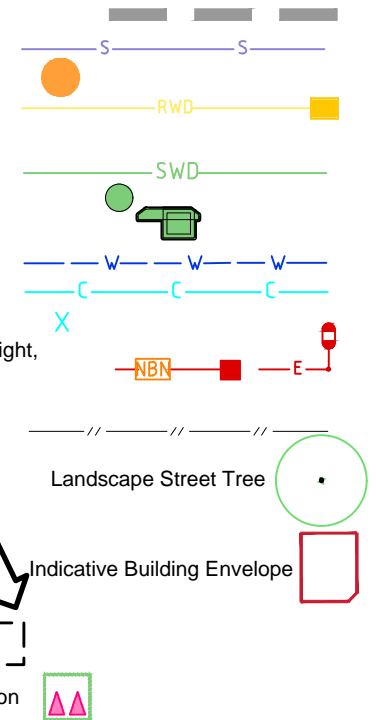 S S
RWD
SWD
W W W
C C C
X
ight,
NBN E
// // //
Landscape Street Tree
Indicative Building Envelope
on